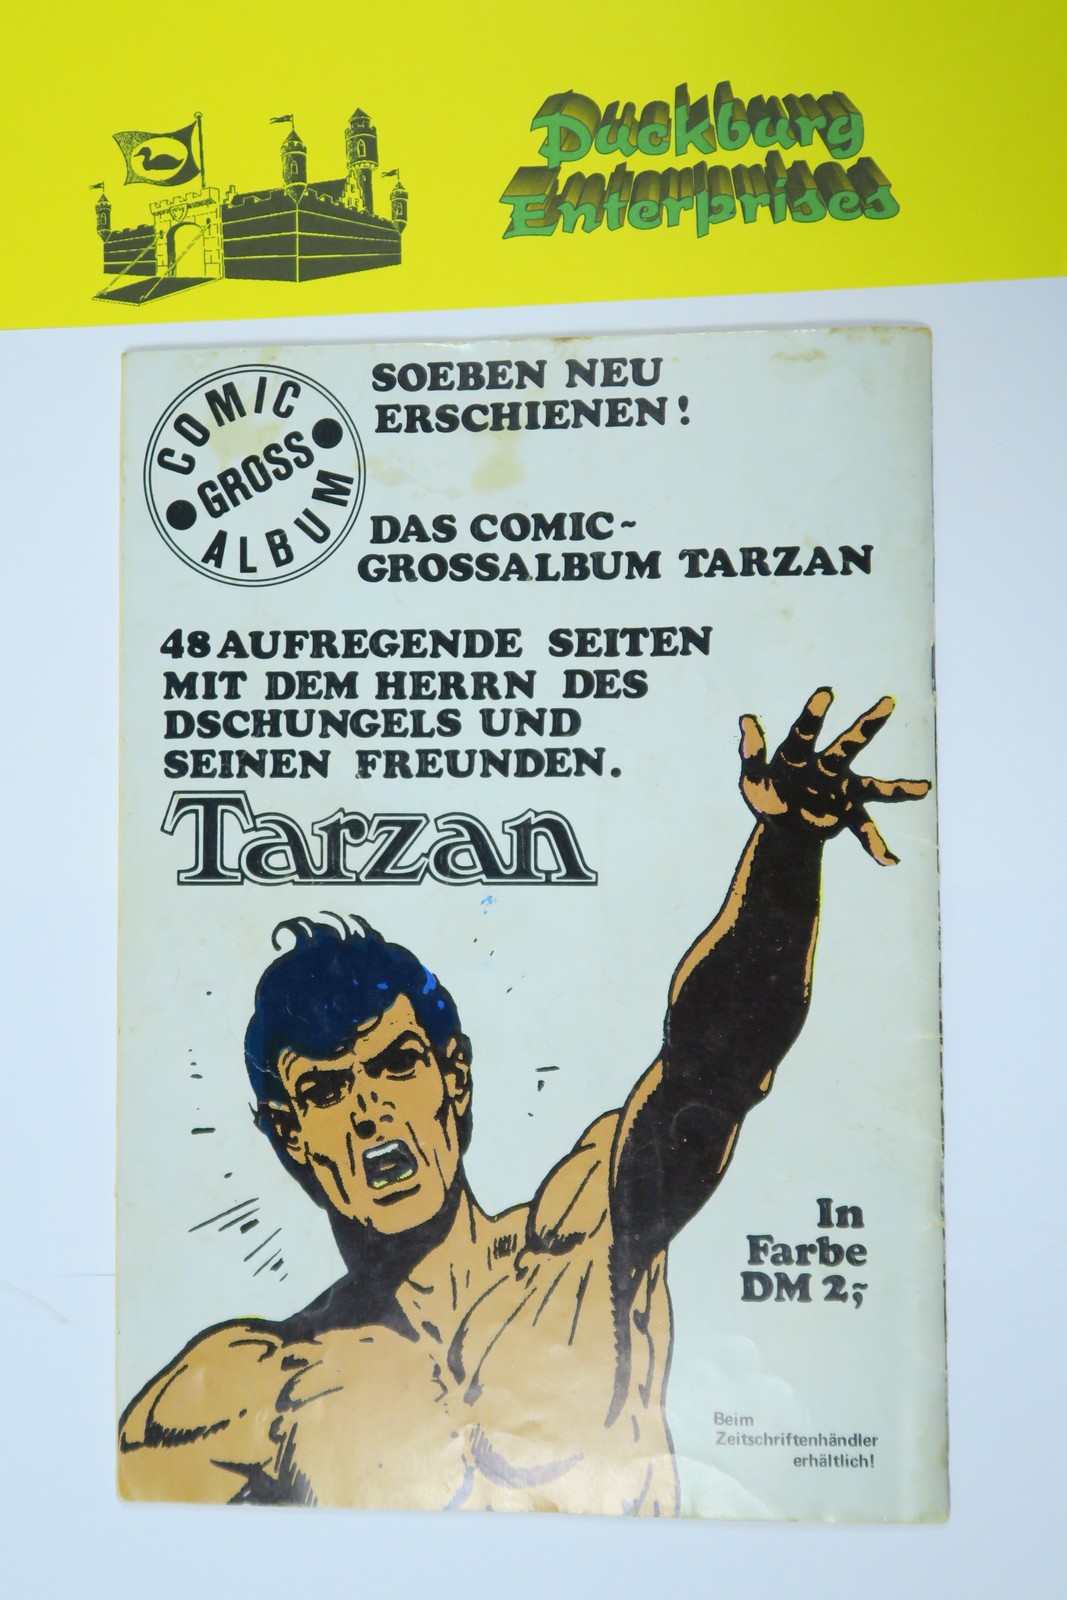 Duckburg
Enterprises
COMIC
GROSS
ALBUM
SOEBEN NEU
ERSCHIENEN!
DAS COMIC-
GROSSALBUM TARZAN
48 AUFREGENDE SEITEN
MIT DEM HERRN DES
DSCHUNGELS UND
SEINEN FREUNDEN.
Tarzan
In
Farbe
DM 2,-
Beim
Zeitschriftenhändler
erhältlich!